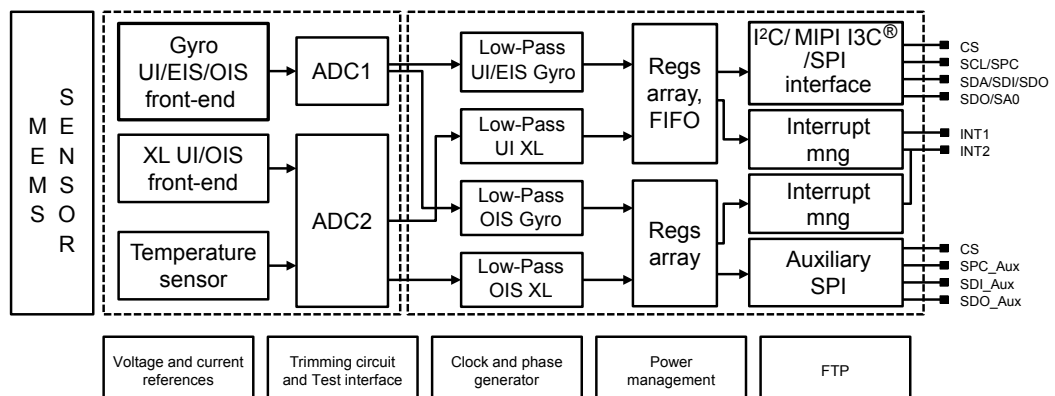 MEMS
SENSOR
Gyro
UI/EIS/OIS
front-end
XL UI/OIS
front-end
Temperature
sensor
ADC1
ADC2
Low-Pass
UI/EIS Gyro
Low-Pass
UI XL
Low-Pass
OIS Gyro
Low-Pass
OIS XL
Regs
array,
FIFO
Regs
array
I²C/ MIPI I3C®
/SPI
interface
Interrupt
mng
Interrupt
mng
Auxiliary
SPI
CS
SCL/SPC
SDA/SDI/SDO
SDO/SA0
INT1
INT2
CS
SPC_Aux
SDI_Aux
SDO_Aux
Voltage and current
references
Trimming circuit
and Test interface
Clock and phase
generator
Power
management
FTP